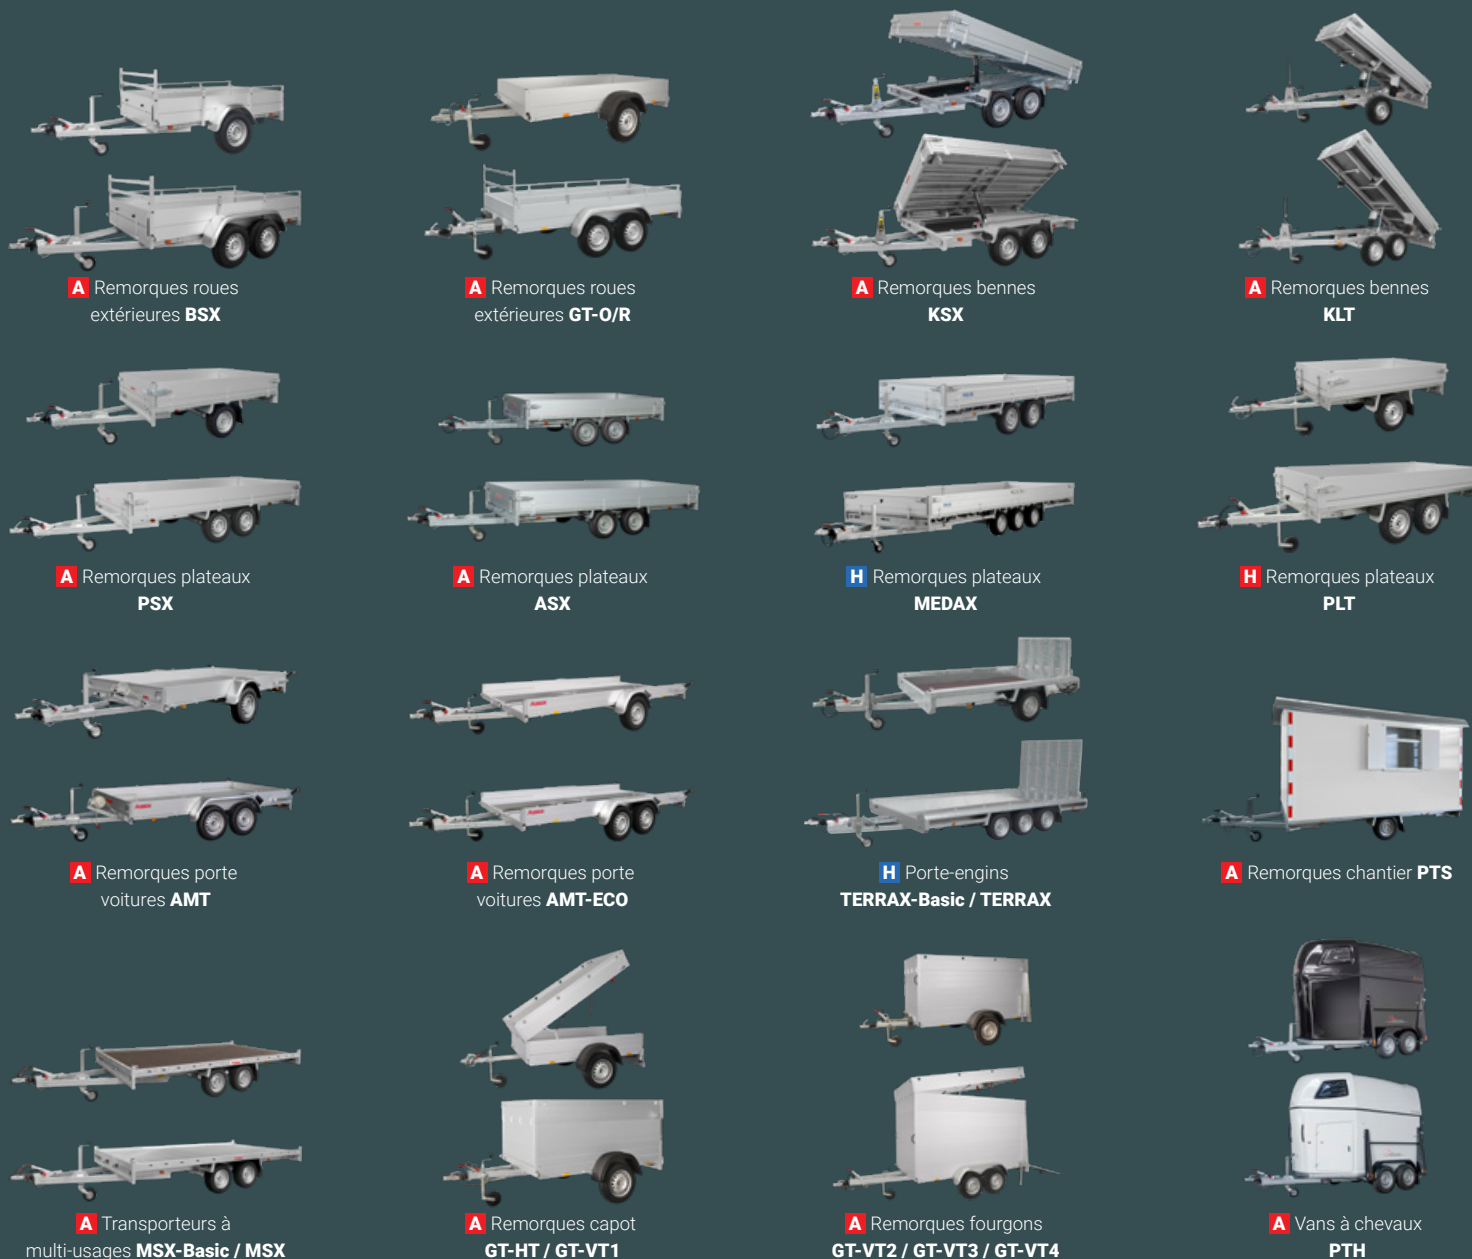 A Remorques roues
extérieures BSX
A Remorques roues
extérieures GT-O/R
A Remorques bennes
KSX
A Remorques bennes
KLT
A Remorques plateaux
PSX
A Remorques plateaux
ASX
H Remorques plateaux
MEDAX
H Remorques plateaux
PLT
A Remorques porte
voitures AMT
A Remorques porte
voitures AMT-ECO
H Porte-engins
TERRAX-Basic / TERRAX
A Remorques chantier PTS
A Transporteurs à
multi-usages MSX-Basic / MSX
A Remorques capot
GT-HT / GT-VT1
A Remorques fourgons
GT-VT2 / GT-VT3 / GT-VT4
A Vans à chevaux
PTH